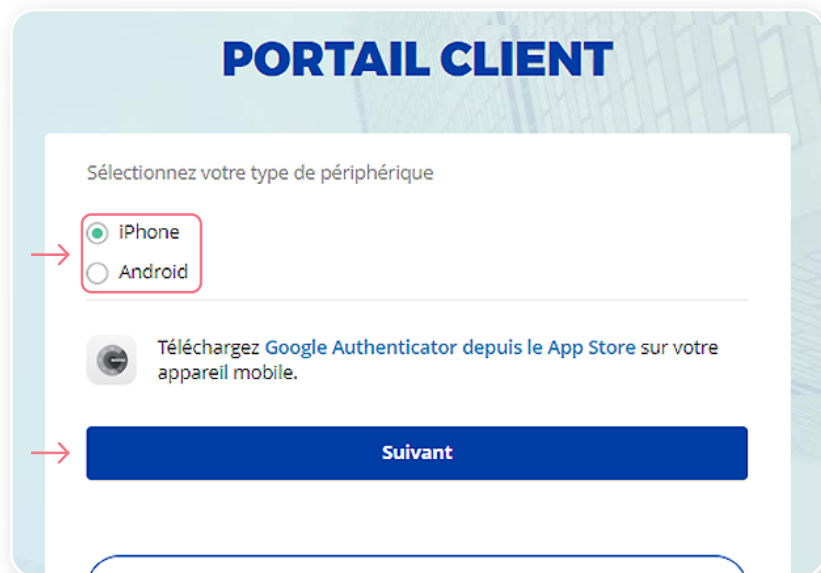 PORTAIL CLIENT
Sélectionnez votre type de périphérique
iPhone
Android
Téléchargez Google Authenticator depuis le App Store sur votre
appareil mobile.
Suivant